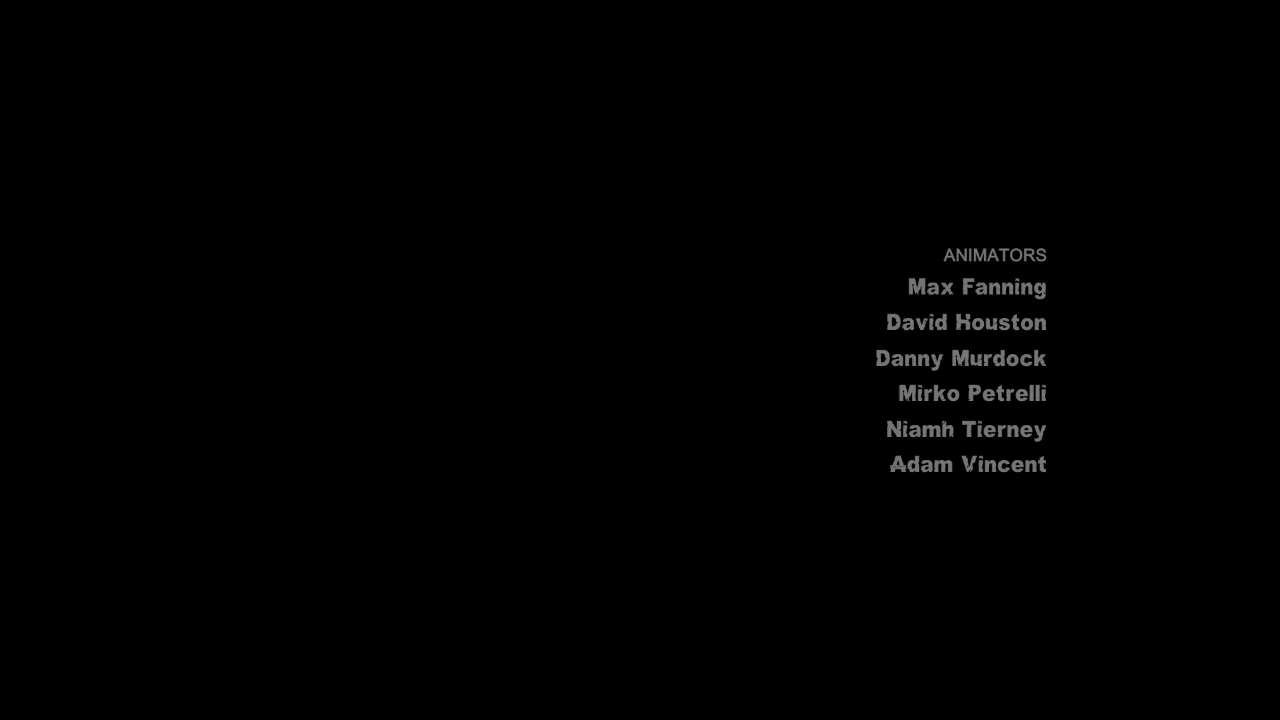 ANIMATORS
Max Fanning
David Houston
Danny Murdock
Mirko Petrelli
Niamh Tierney
Adam Vincent